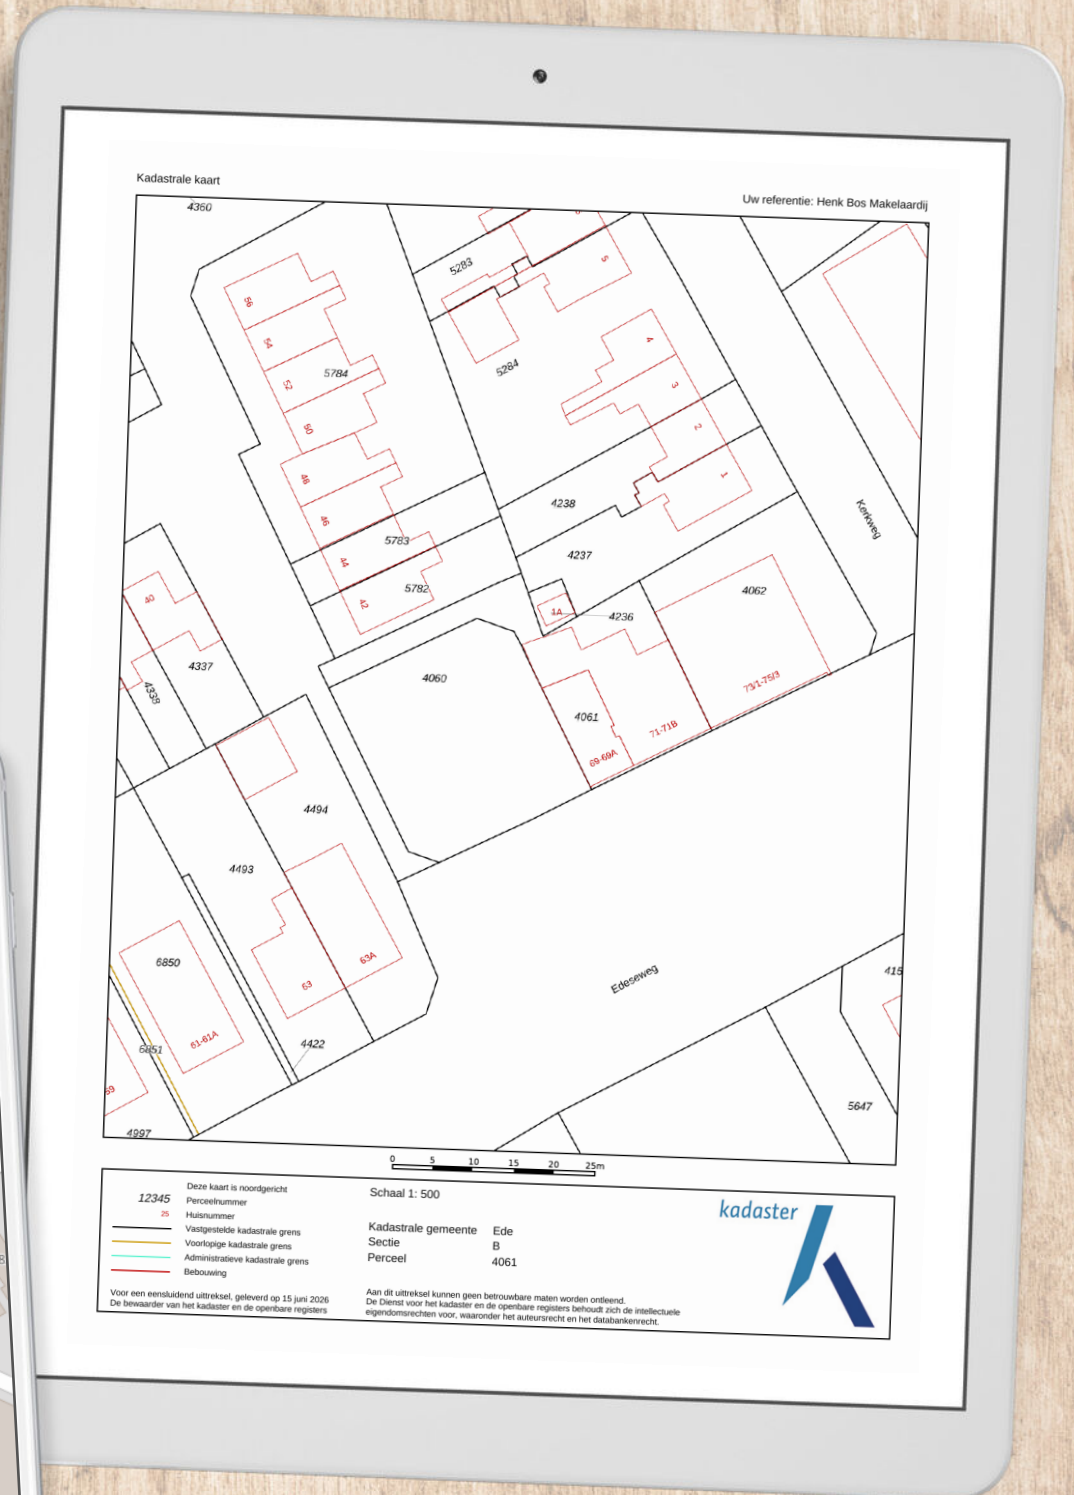 Kadastrale kaart
Uw referentie: Henk Bos Makelaardij
4360
5283
5
56
54
52
5784
50
5284
4
3
2
1
48
46
44
5783
42
5782
4238
4237
Kerkweg
40
4337
4338
1A
4236
4062
4060
4061
73/1-75/3
71-71B
69-69A
4494
4493
6850
63A
63
Edeseweg
415
61-61A
6851
4422
59
4997
5647
0 5 10 15 20 25m
Deze kaart is noordgericht
12345 Perceelnummer
25 Huisnummer
Vastgestelde kadastrale grens
Voorlopige kadastrale grens
Administratieve kadastrale grens
Bebouwing
Voor een eensluidend uittreksel, geleverd op 15 juni 2026
De bewaarder van het kadaster en de openbare registers
Schaal 1: 500
Kadastrale gemeente Ede
Sectie B
Perceel 4061
Aan dit uittreksel kunnen geen betrouwbare maten worden ontleend.
De Dienst voor het kadaster en de openbare registers behoudt zich de intellectuele
eigendomsrechten voor, waaronder het auteursrecht en het databankenrecht.
kadaster